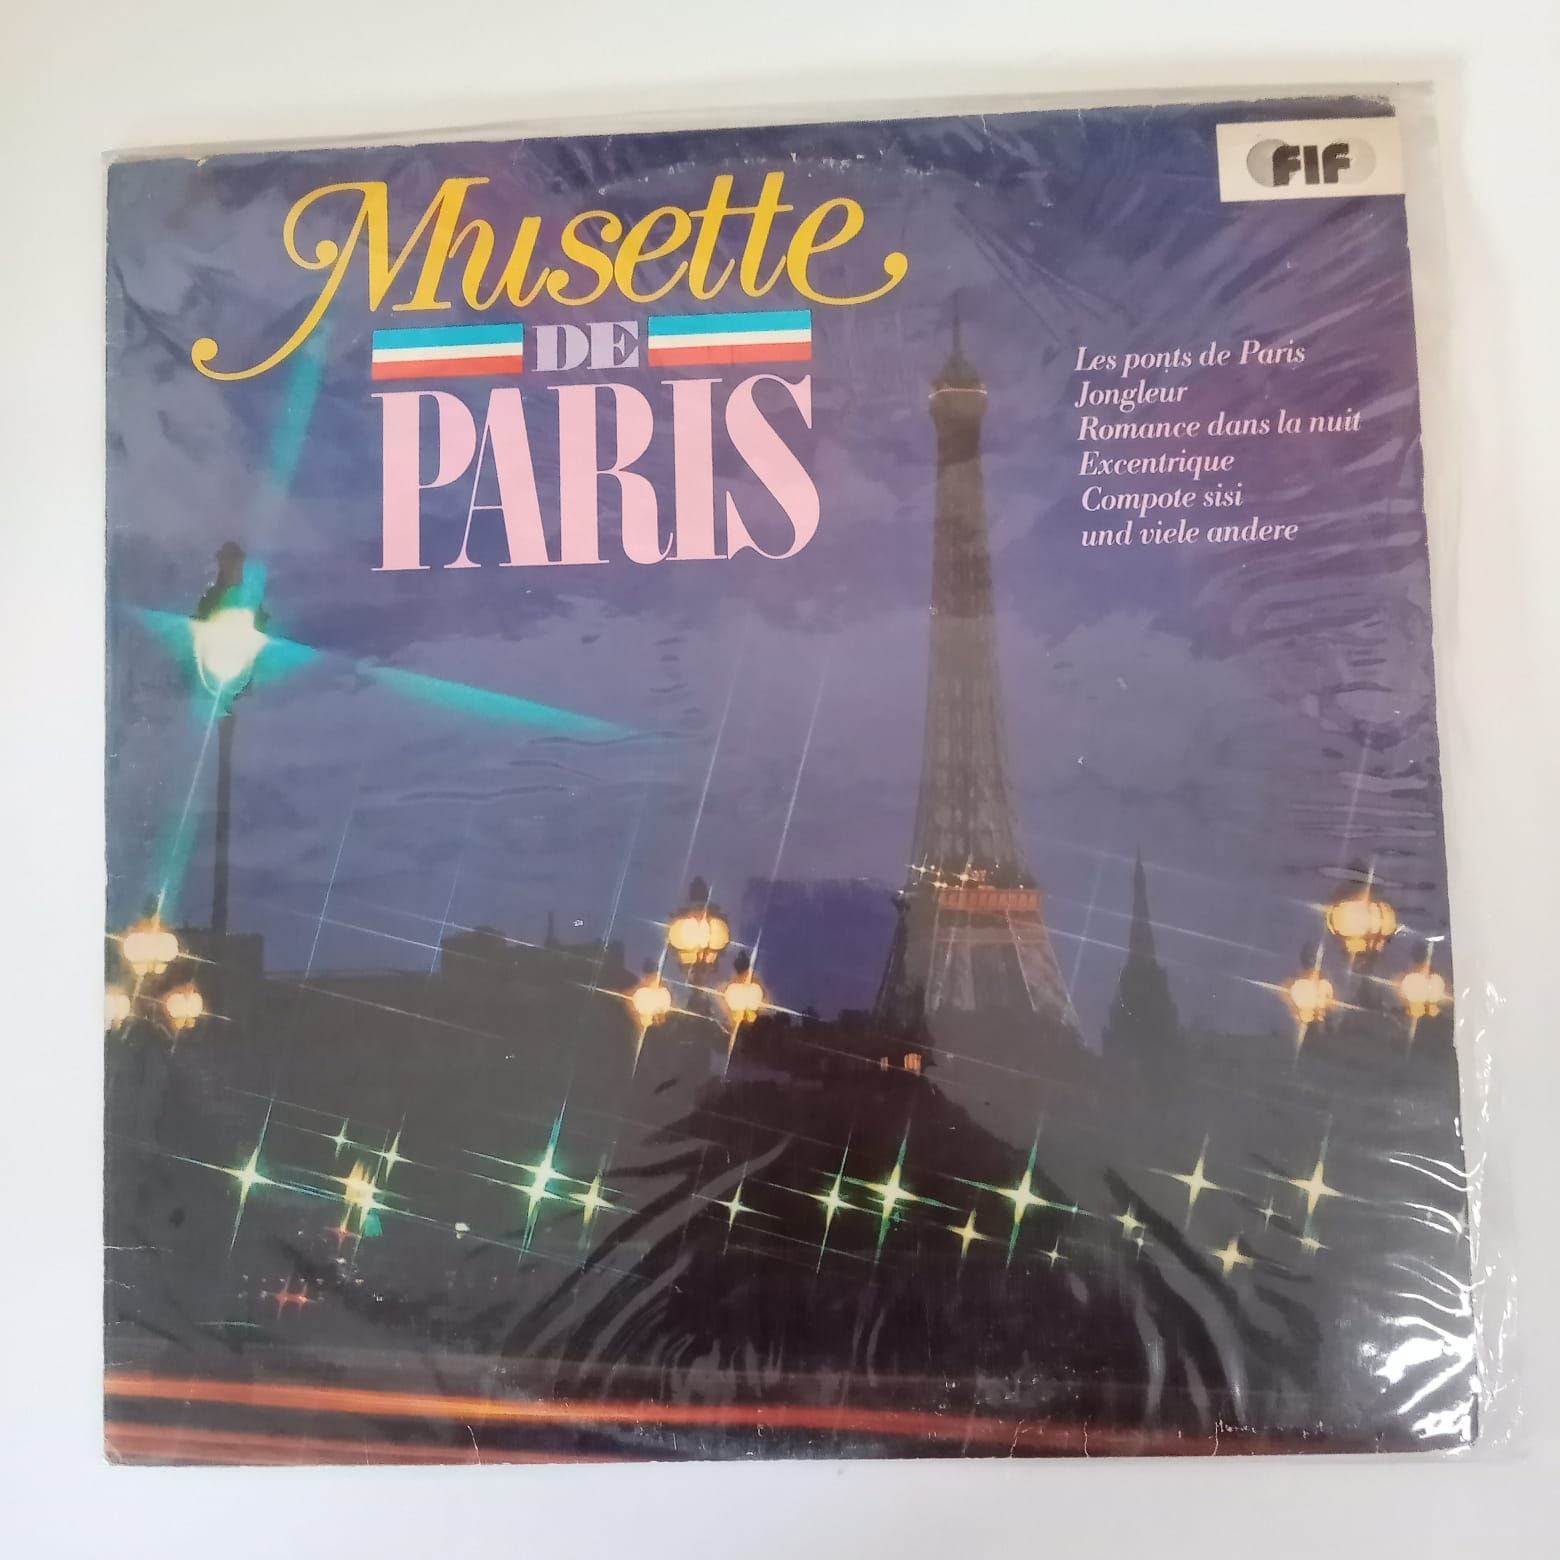 FIF
Musette
DE
PARIS
Les ponts de Paris
Jongleur
Romance dans la nuit
Excentrique
Compote sisi
und viele andere